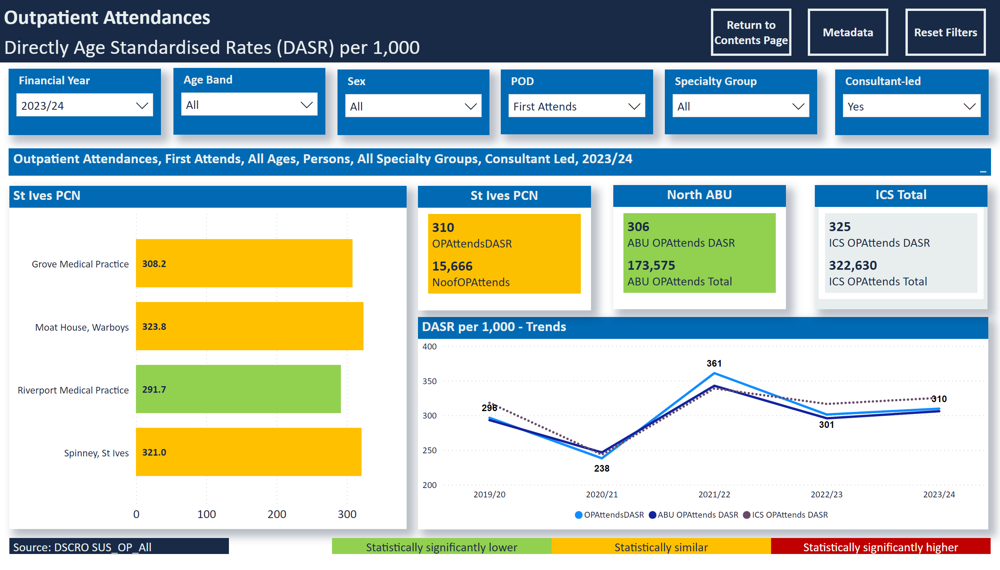 Outpatient Attendances
Directly Age Standardised Rates (DASR) per 1,000
Return to
Contents Page
Metadata
Reset Filters
Financial Year
2023/24
Age Band
All
Sex
All
POD
First Attends
Specialty Group
All
Consultant-led
Yes
Outpatient Attendances, First Attends, All Ages, Persons, All Specialty Groups, Consultant Led, 2023/24
St Ives PCN
Grove Medical Practice
308.2
Moat House, Warboys
323.8
Riverport Medical Practice
291.7
Spinney, St Ives
321.0
0 100 200 300
St Ives PCN
310
OPAttendsDASR
15,666
NoofOPAttends
North ABU
306
ABU OPAttends DASR
173,575
ABU OPAttends Total
ICS Total
325
ICS OPAttends DASR
322,630
ICS OPAttends Total
DASR per 1,000 - Trends
400
350
300
250
200
296
238
361
301
310
2019/20 2020/21 2021/22 2022/23 2023/24
OPAttendsDASR ABU OPAttends DASR ICS OPAttends DASR
Source: DSCRO SUS_OP_All
Statistically significantly lower
Statistically similar
Statistically significantly higher